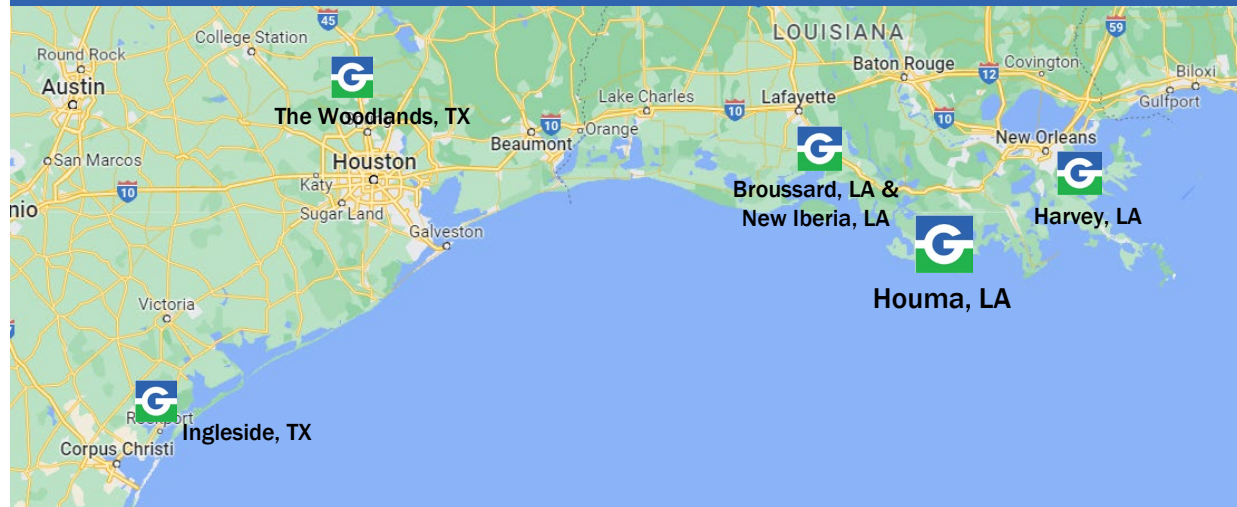 45
59
LOUISIANA
College Station
Round Rock
Baton Rouge
12
Covington
Biloxi
Austin
G
Lake Charles
Lafayette
Gulfport
The Woodlands, TX
10
Orange
10
10
Beaumont
New Orleans
San Marcos
Houston
G
G
Katy
10
Broussard, LA &
New Iberia, LA
nio
Sugar Land
Harvey, LA
Galveston
G
Houma, LA
Victoria
G
Ingleside, TX
Corpus Christi